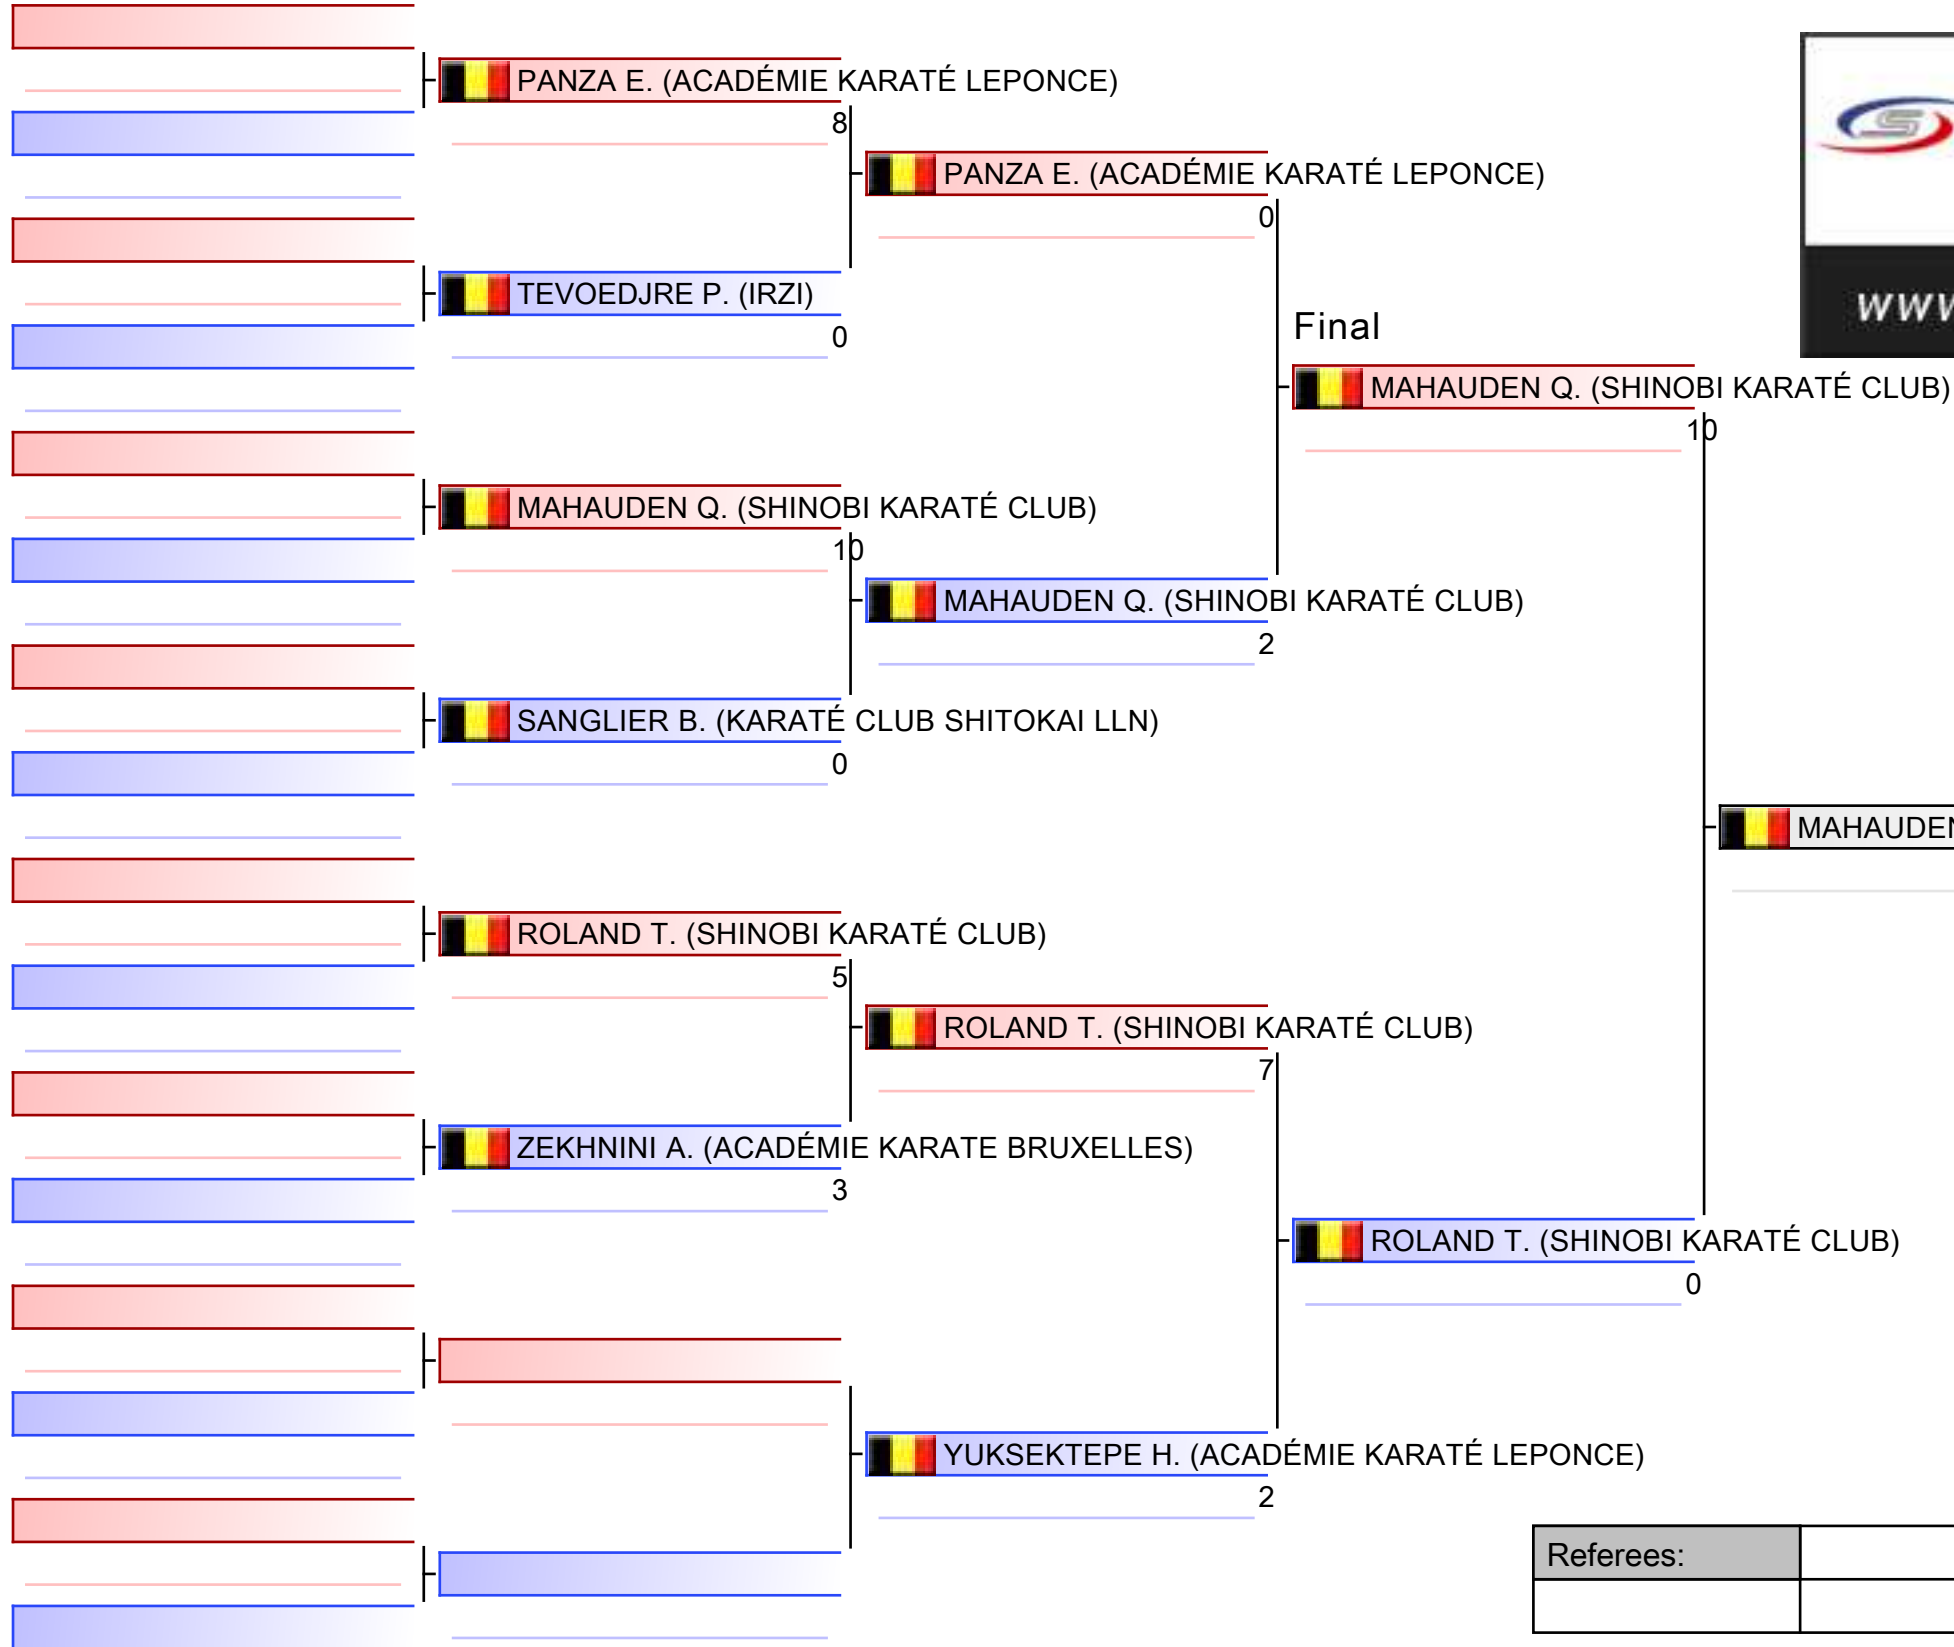 PANZA E. (ACADÉMIE KARATÉ LEPONCE)
8
PANZA E. (ACADÉMIE KARATÉ LEPONCE)
0
TEVOEDJRE P. (IRZI)
0
Final
WWW
MAHAUDEN Q. (SHINOBI KARATÉ CLUB)
10
MAHAUDEN Q. (SHINOBI KARATÉ CLUB)
10
MAHAUDEN Q. (SHINOBI KARATÉ CLUB)
2
SANGLIER B. (KARATÉ CLUB SHITOKAI LLN)
0
MAHAUDEN
ROLAND T. (SHINOBI KARATÉ CLUB)
5
ROLAND T. (SHINOBI KARATÉ CLUB)
7
ZEKHNINI A. (ACADÉMIE KARATE BRUXELLES)
3
ROLAND T. (SHINOBI KARATÉ CLUB)
0
YUKSEKTEPE H. (ACADÉMIE KARATÉ LEPONCE)
2
Referees: